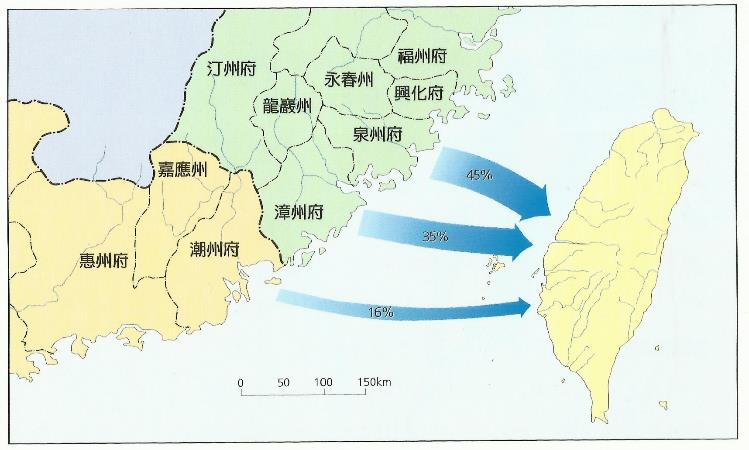 福州府
汀州府
永春州
興化府
龍巖州
泉州府
嘉應州
45%
漳州府
35%
潮州府
惠州府
16%
0 50 100 150km